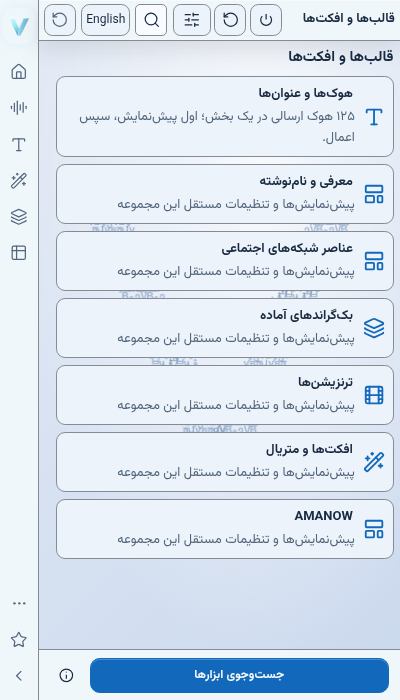 قالب‌ها و افکت‌ها
English
قالب‌ها و افکت‌ها
هوک‌ها و عنوان‌ها
۱۲۵ هوک ارسالی در یک بخش؛ اول پیش‌نمایش، سپس
اعمال.
معرفی و نام‌نوشته
پیش‌نمایش‌ها و تنظیمات مستقل این مجموعه
عناصر شبکه‌های اجتماعی
پیش‌نمایش‌ها و تنظیمات مستقل این مجموعه
بک‌گراندهای آماده
پیش‌نمایش‌ها و تنظیمات مستقل این مجموعه
ترنزیشن‌ها
پیش‌نمایش‌ها و تنظیمات مستقل این مجموعه
افکت‌ها و متریال
پیش‌نمایش‌ها و تنظیمات مستقل این مجموعه
AMANOW
پیش‌نمایش‌ها و تنظیمات مستقل این مجموعه
جست‌وجوی ابزارها